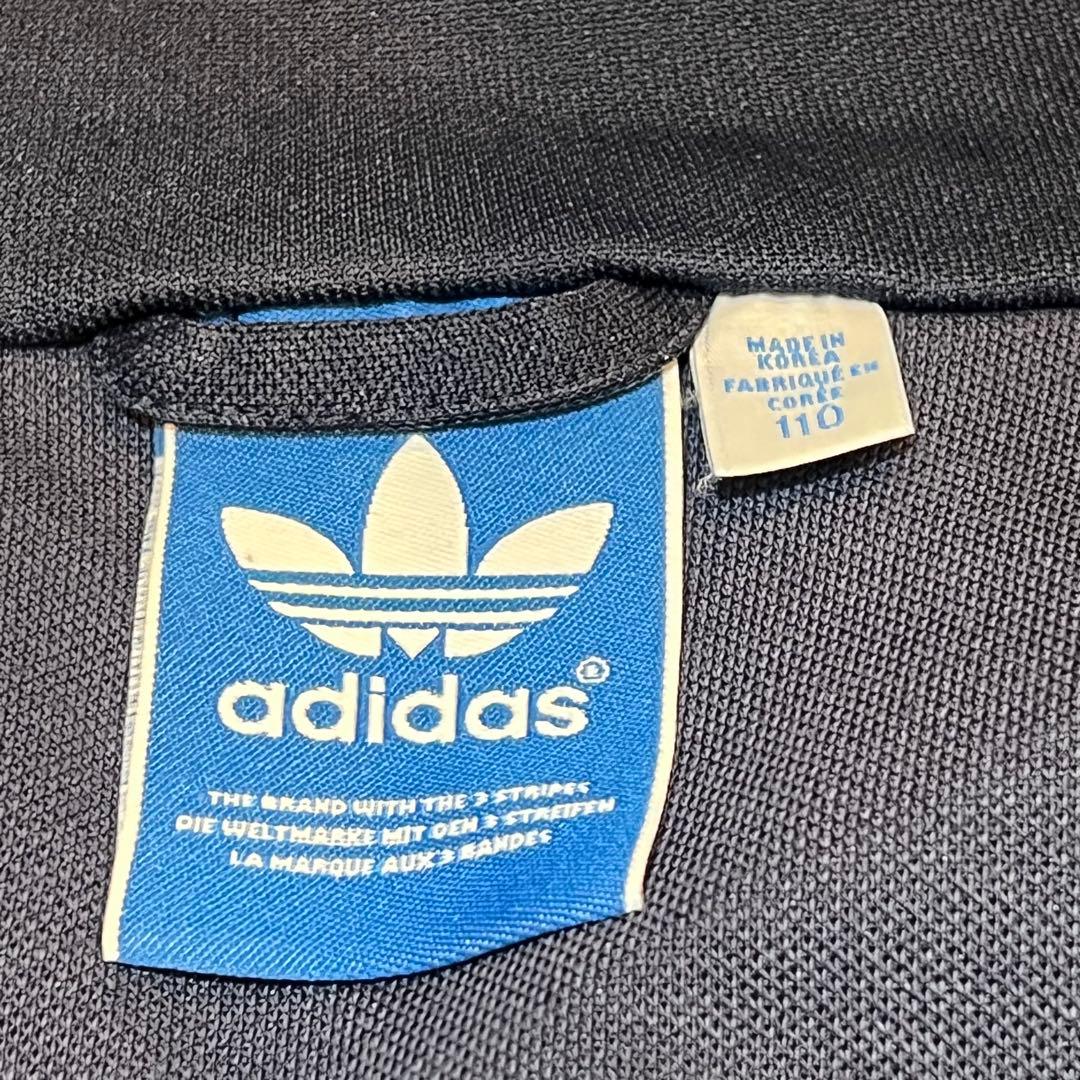 MADE IN
KOREA
FABRIQUÉ EN
CORÉE
110
adidas®
THE BRAND WITH THE 3 STRIPES
DIE WELTMARKE MIT DEN 3 STREIFEN
LA MARQUE AUX 3 BANDES